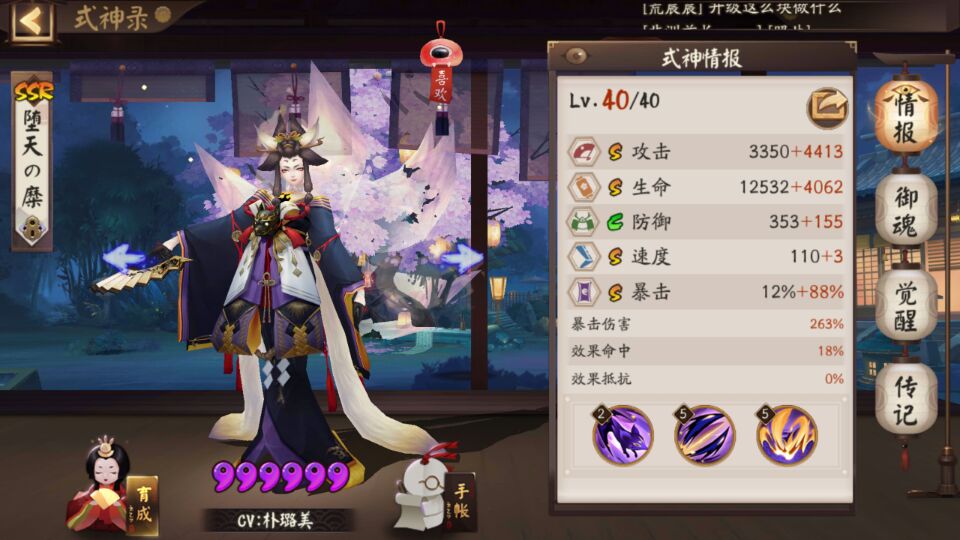 式神录
[荒宸宸] 升级这么块做什么
SSR
堕天の糜
喜欢
育成
999999
CV:朴璐美
手帐
式神情报
Lv.40/40
S 攻击 3350+4413
S 生命 12532+4062
C 防御 353+155
S 速度 110+3
S 暴击 12%+88%
暴击伤害 263%
效果命中 18%
效果抵抗 0%
2 5 5
情报
御魂
觉醒
传记